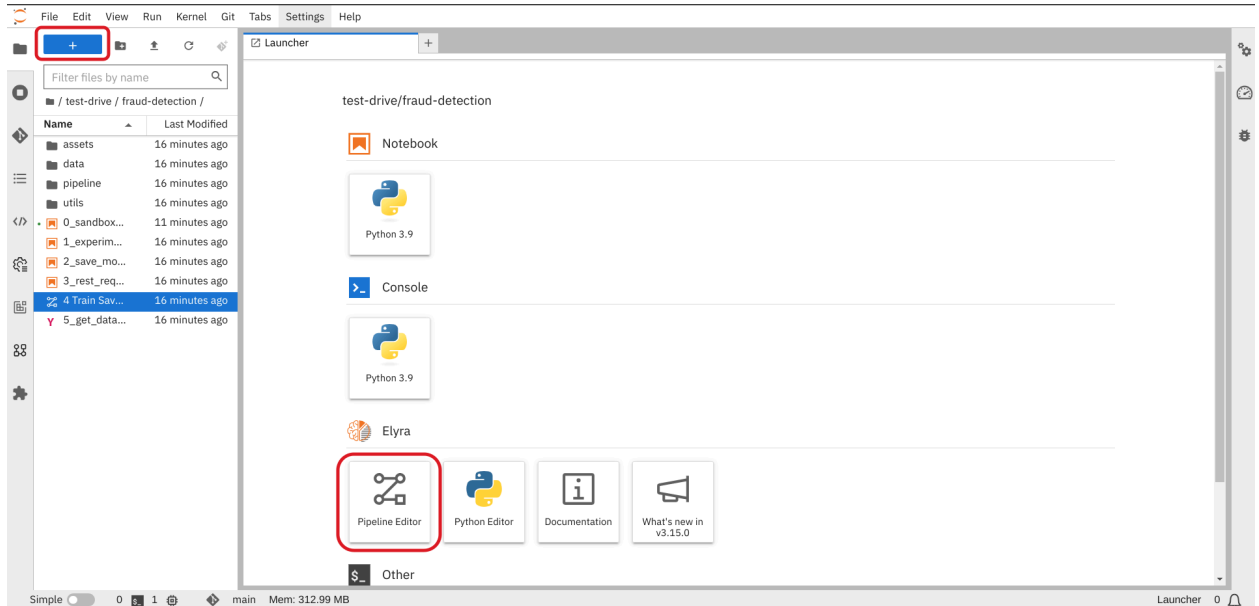 File Edit View Run Kernel Git Tabs Settings Help
+
Launcher
+
Filter files by name
/ test-drive / fraud-detection /
Name Last Modified
assets 16 minutes ago
data 16 minutes ago
pipeline 16 minutes ago
utils 16 minutes ago
0_sandbox... 11 minutes ago
1_experim... 16 minutes ago
2_save_mo... 16 minutes ago
3_rest_req... 16 minutes ago
4 Train Sav... 16 minutes ago
Y 5_get_data... 16 minutes ago
test-drive/fraud-detection
Notebook
Python 3.9
>_ Console
Python 3.9
Elyra
Pipeline Editor
Python Editor
Documentation
What's new in
v3.15.0
$_ Other
Simple 0 $_ 1 main Mem: 312.99 MB
Launcher 0